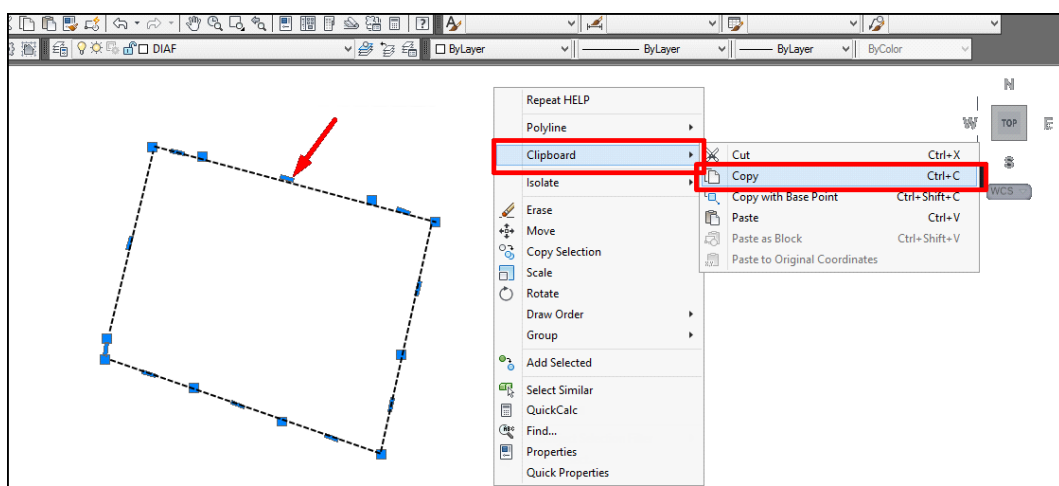 DIAF
ByLayer
ByLayer
ByLayer
ByColor
Repeat HELP
Polyline
Clipboard
Isolate
Erase
Move
Copy Selection
Scale
Rotate
Draw Order
Group
Add Selected
Select Similar
QuickCalc
Find...
Properties
Quick Properties
Cut Ctrl+X
Copy Ctrl+C
Copy with Base Point Ctrl+Shift+C
Paste Ctrl+V
Paste as Block Ctrl+Shift+V
Paste to Original Coordinates
N
W TOP E
S
WCS